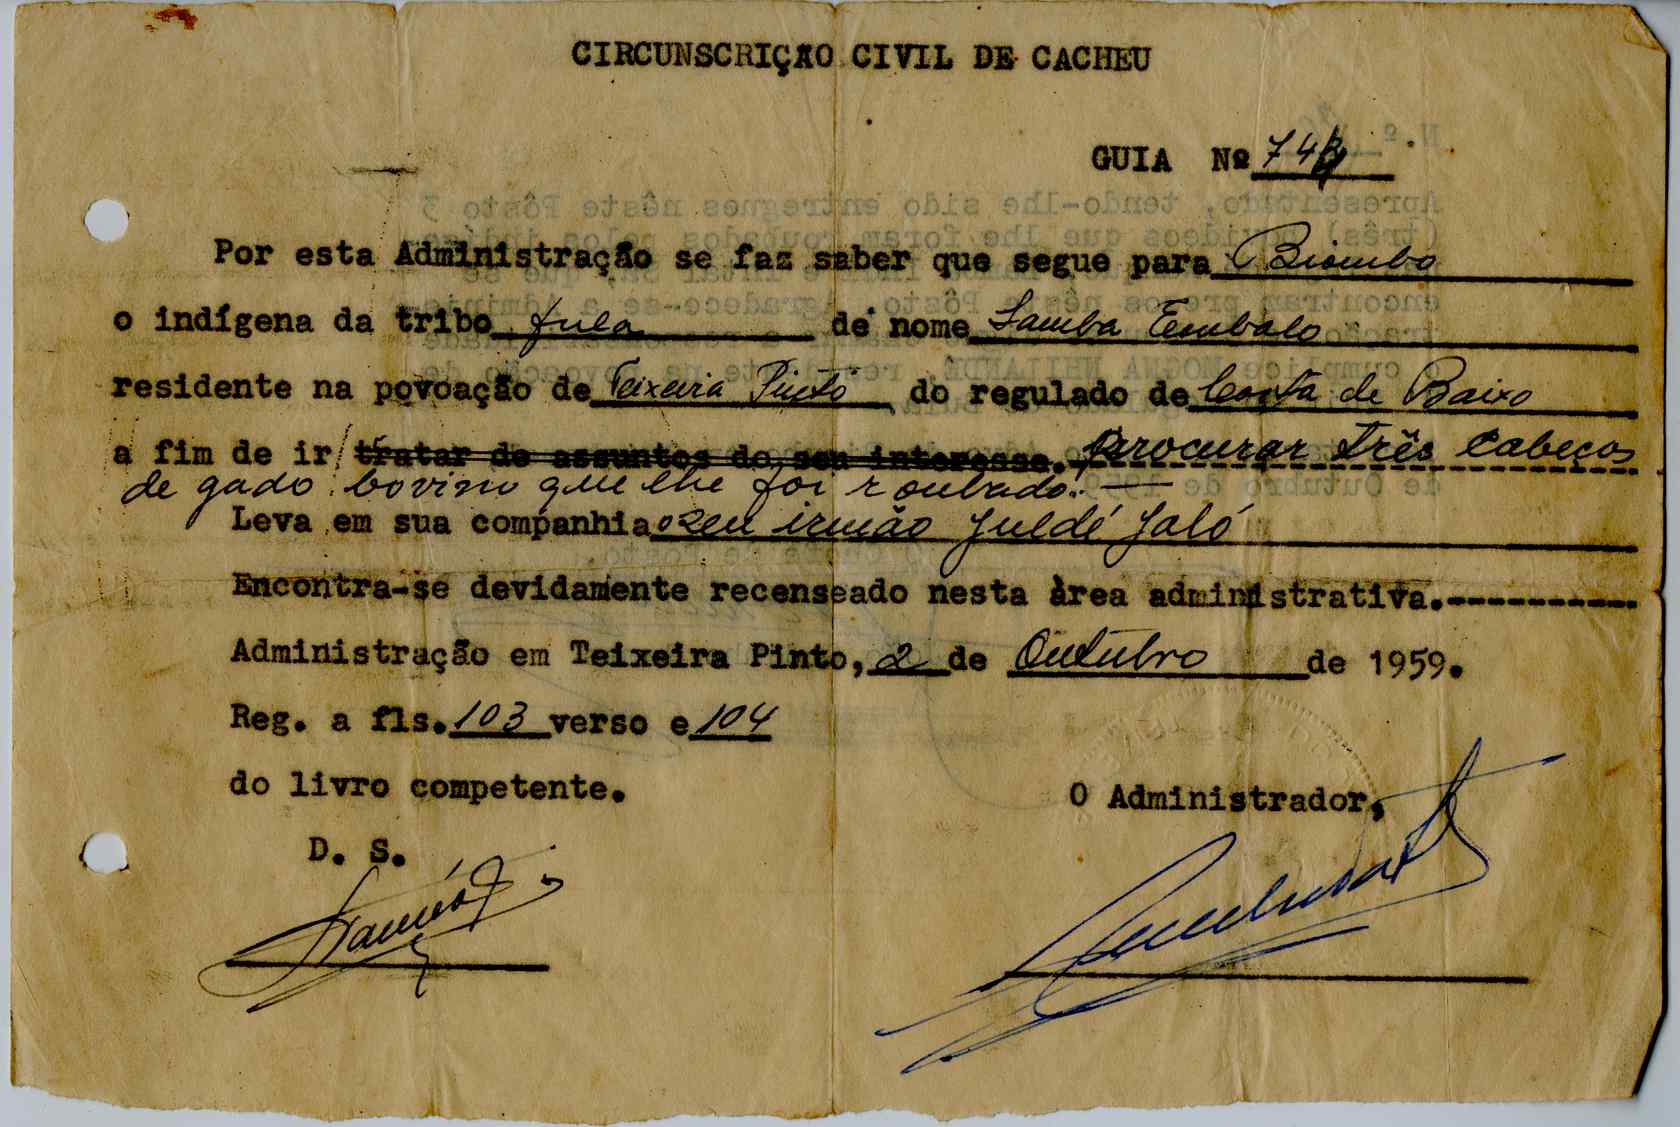 CIRCUNSCRIÇÃO CIVIL DE CACHEU
GUIA Nº 744
Por esta Administração se faz saber que segue para Biombo
o indígena da tribo fula de nome Samba Embalo
residente na povoação de Teixeira Pinto do regulado de Costa de Baixo
a fim de ir tratar de assuntos do seu interesse. procurar três cabeças
de gado bovino que lhe foi roubado.
Leva em sua companhia o seu irmão Juldé Jaló
Encontra-se devidamente recenseado nesta àrea administrativa.-----------
Administração em Teixeira Pinto, 2 de Outubro de 1959.
Reg. a fls. 103 verso e 104
do livro competente.
O Administrador,
D. S.